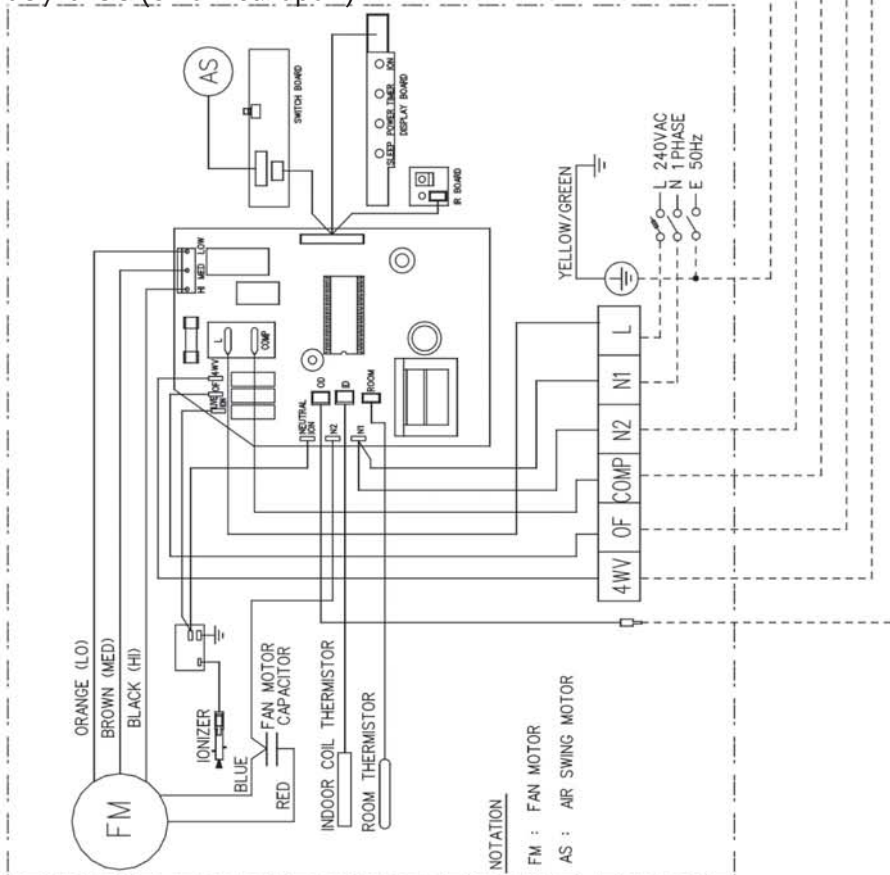 AS
SWITCH BOARD
SLEEP POWER TIMER ION
DISPLAY BOARD
IR BOARD
HI MED LOW
L
COMP
4WV
OF
LIVE
ION
OD
ID
ROOM
NEUTRAL
ION
N2
N1
YELLOW/GREEN
L 240VAC
N 1PHASE
E 50Hz
4WV OF COMP N2 N1 L
ORANGE (LO)
BROWN (MED)
BLACK (HI)
IONIZER
FM
BLUE
RED
FAN MOTOR
CAPACITOR
INDOOR COIL THERMISTOR
ROOM THERMISTOR
NOTATION
FM : FAN MOTOR
AS : AIR SWING MOTOR